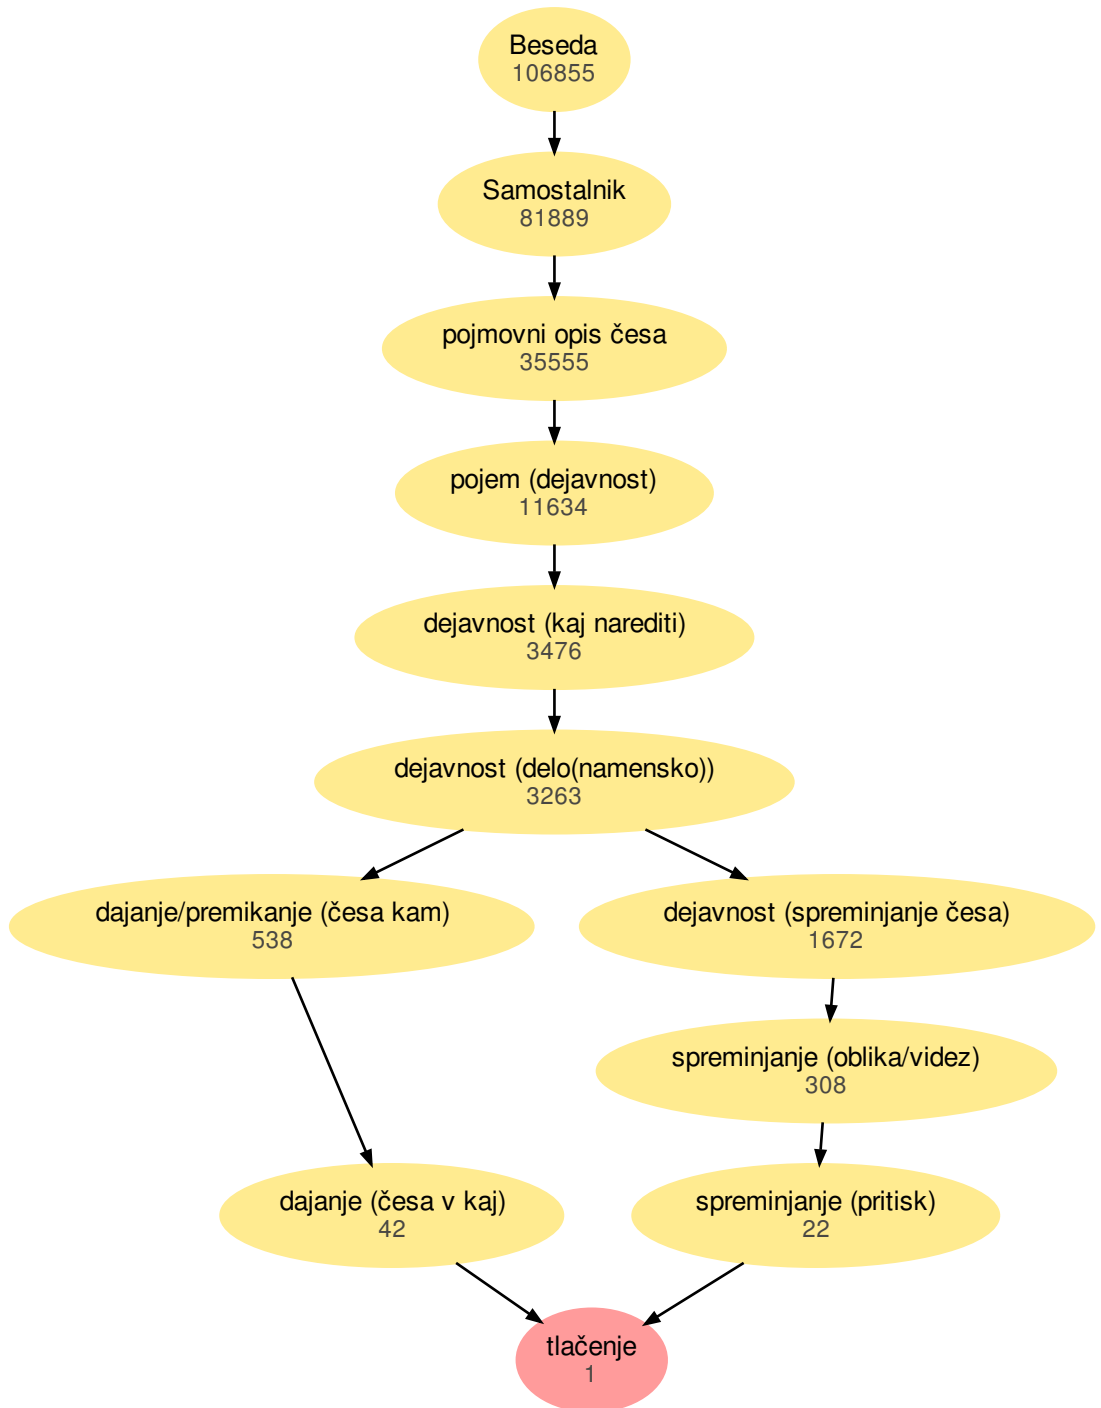 Beseda
106855
Samostalnik
81889
pojmovni opis česa
35555
pojem (dejavnost)
11634
dejavnost (kaj narediti)
3476
dejavnost (delo(namensko))
3263
dajanje/premikanje (česa kam)
538
dejavnost (spreminjanje česa)
1672
spreminjanje (oblika/videz)
308
dajanje (česa v kaj)
42
spreminjanje (pritisk)
22
tlačenje
1